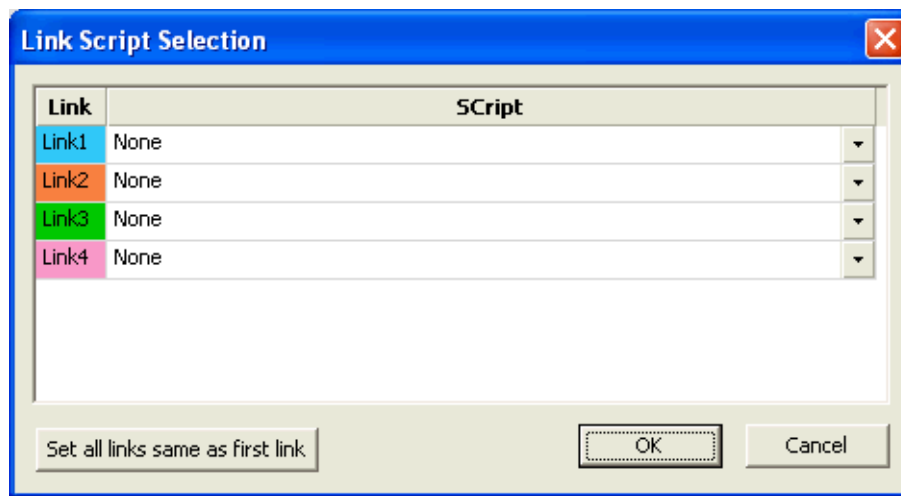 Link Script Selection
Link SCript
Link1 None
Link2 None
Link3 None
Link4 None
Set all links same as first link OK Cancel